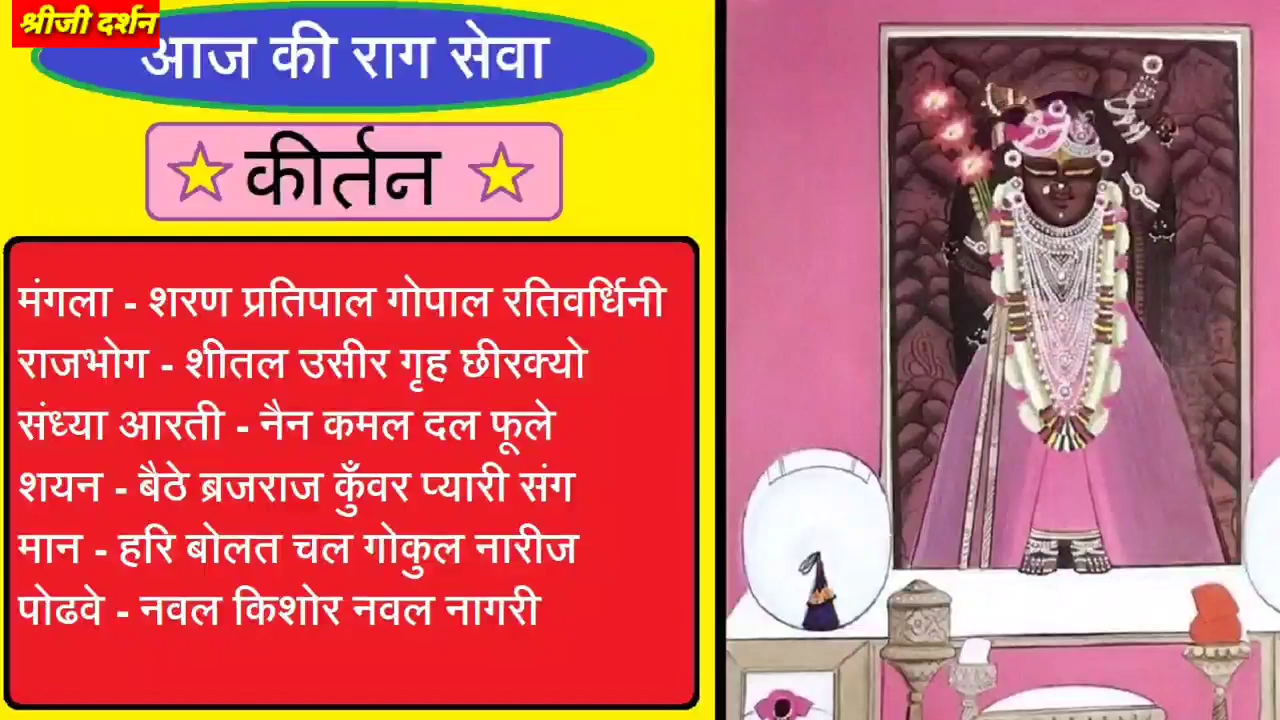 श्रीजी दर्शन
आज की राग सेवा
कीर्तन
मंगला - शरण प्रतिपाल गोपाल रतिवर्धिनी
राजभोग - शीतल उसीर गृह छीरक्यो
संध्या आरती - नैन कमल दल फूले
शयन - बैठे ब्रजराज कुँवर प्यारी संग
मान - हरि बोलत चल गोकुल नारीज
पोढवे - नवल किशोर नवल नागरी